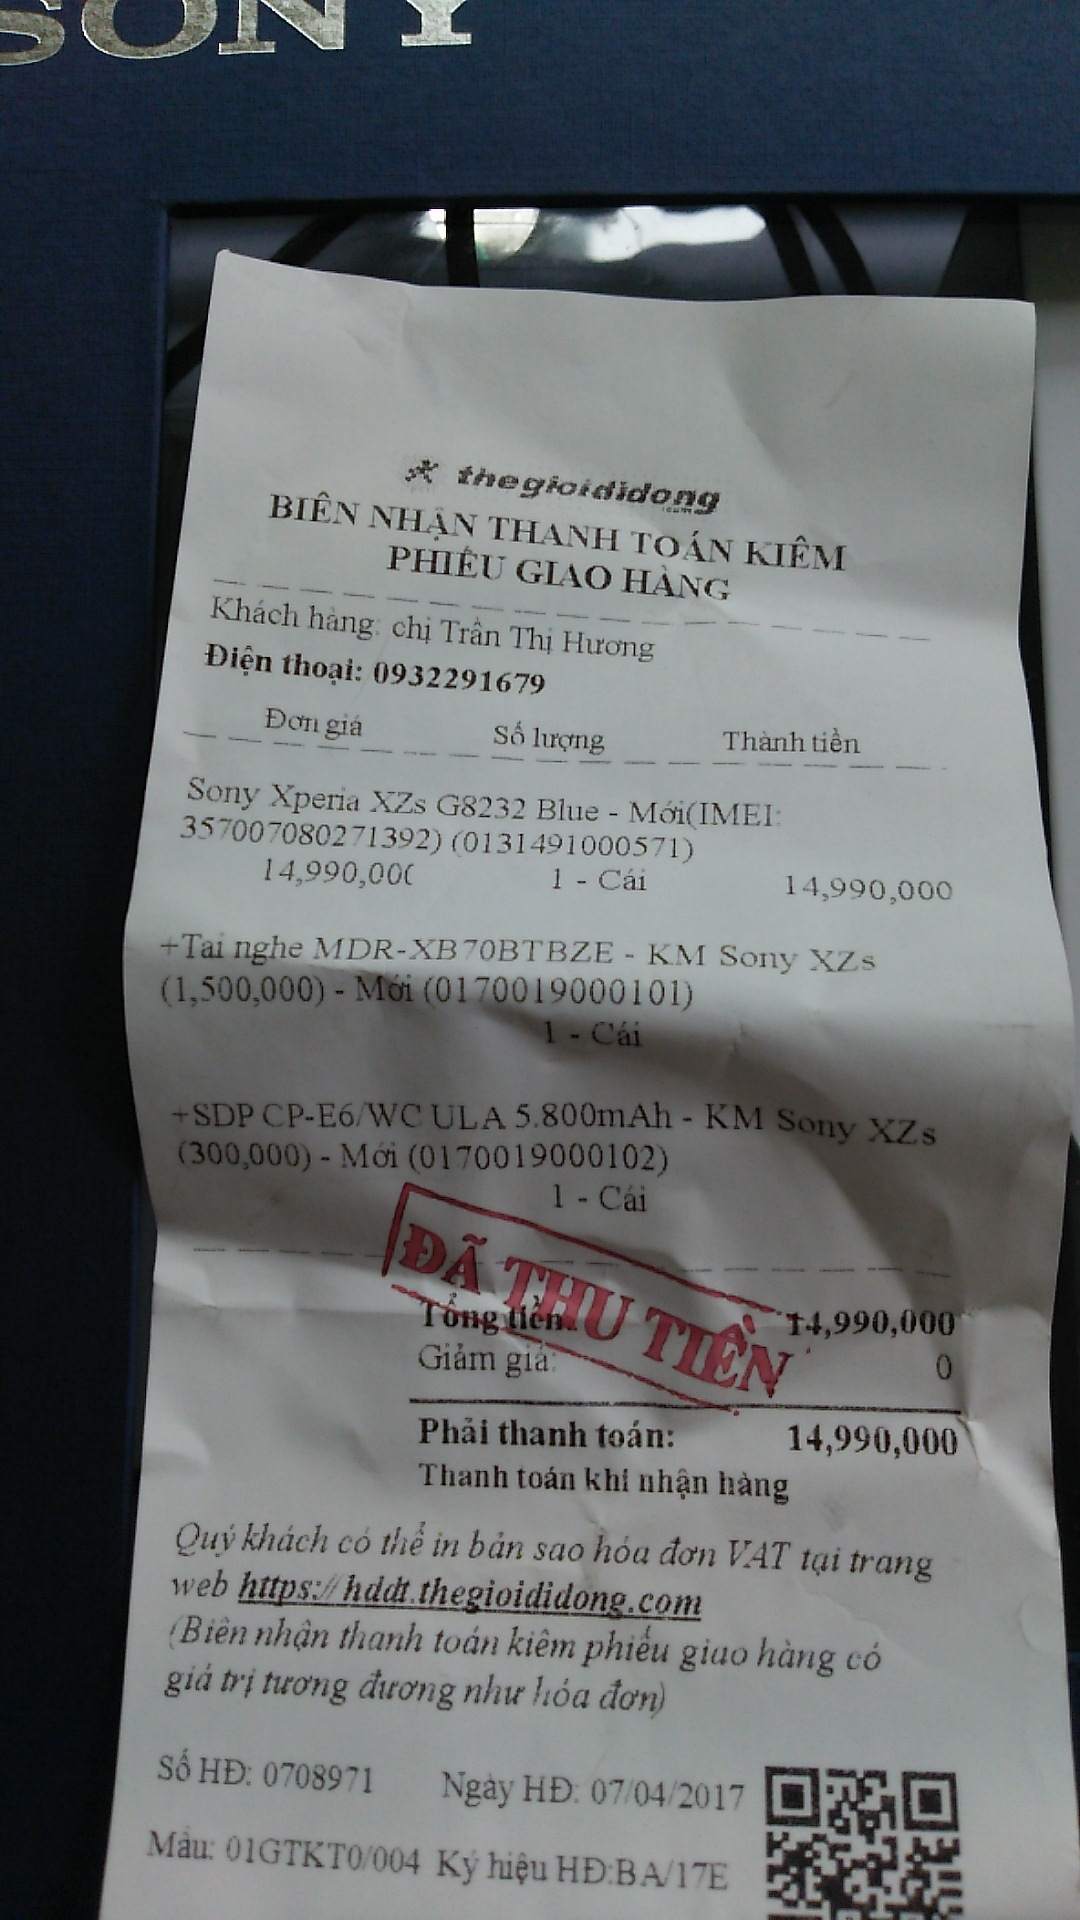 SONY
thegioididong
.com
BIÊN NHẬN THANH TOÁN KIÊM
PHIẾU GIAO HÀNG
Khách hàng: chị Trần Thị Hương
Điện thoại: 0932291679
Đơn giá Số lượng Thành tiền
Sony Xperia XZs G8232 Blue - Mới(IMEI:
357007080271392) (0131491000571)
14,990,000 1 - Cái 14,990,000
+Tai nghe MDR-XB70BTBZE - KM Sony XZs
(1,500,000) - Mới (0170019000101)
1 - Cái
+SDP CP-E6/WC ULA 5.800mAh - KM Sony XZs
(300,000) - Mới (0170019000102)
1 - Cái
ĐÃ THU TIỀN
Tổng tiền: 14,990,000
Giảm giá: 0
Phải thanh toán: 14,990,000
Thanh toán khi nhận hàng
Quý khách có thể in bản sao hóa đơn VAT tại trang
web https://hddt.thegioididong.com
(Biên nhận thanh toán kiêm phiếu giao hàng có
giá trị tương đương như hóa đơn)
Số HĐ: 0708971 Ngày HĐ: 07/04/2017
Mẫu: 01GTKT0/004 Ký hiệu HĐ:BA/17E